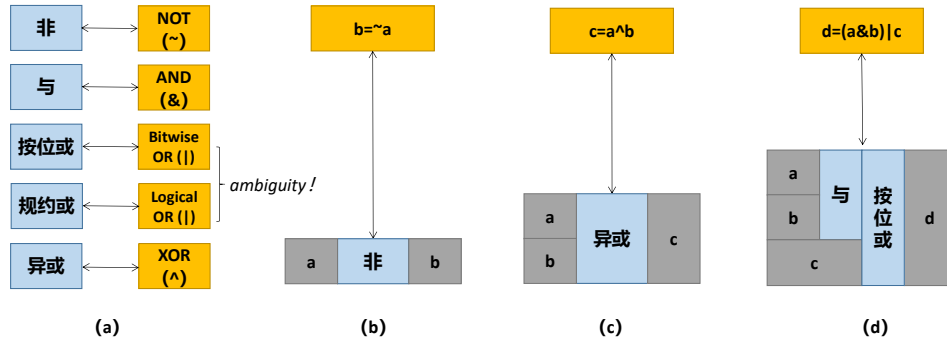 非
NOT
(~)
与
AND
(&)
按位或
Bitwise
OR (|)
规约或
Logical
OR (|)
ambiguity!
异或
XOR
(^)
(a)
b=~a
a
非
b
(b)
c=a^b
a
b
异或
c
(c)
d=(a&b)|c
a
b
与
c
按位或
d
(d)